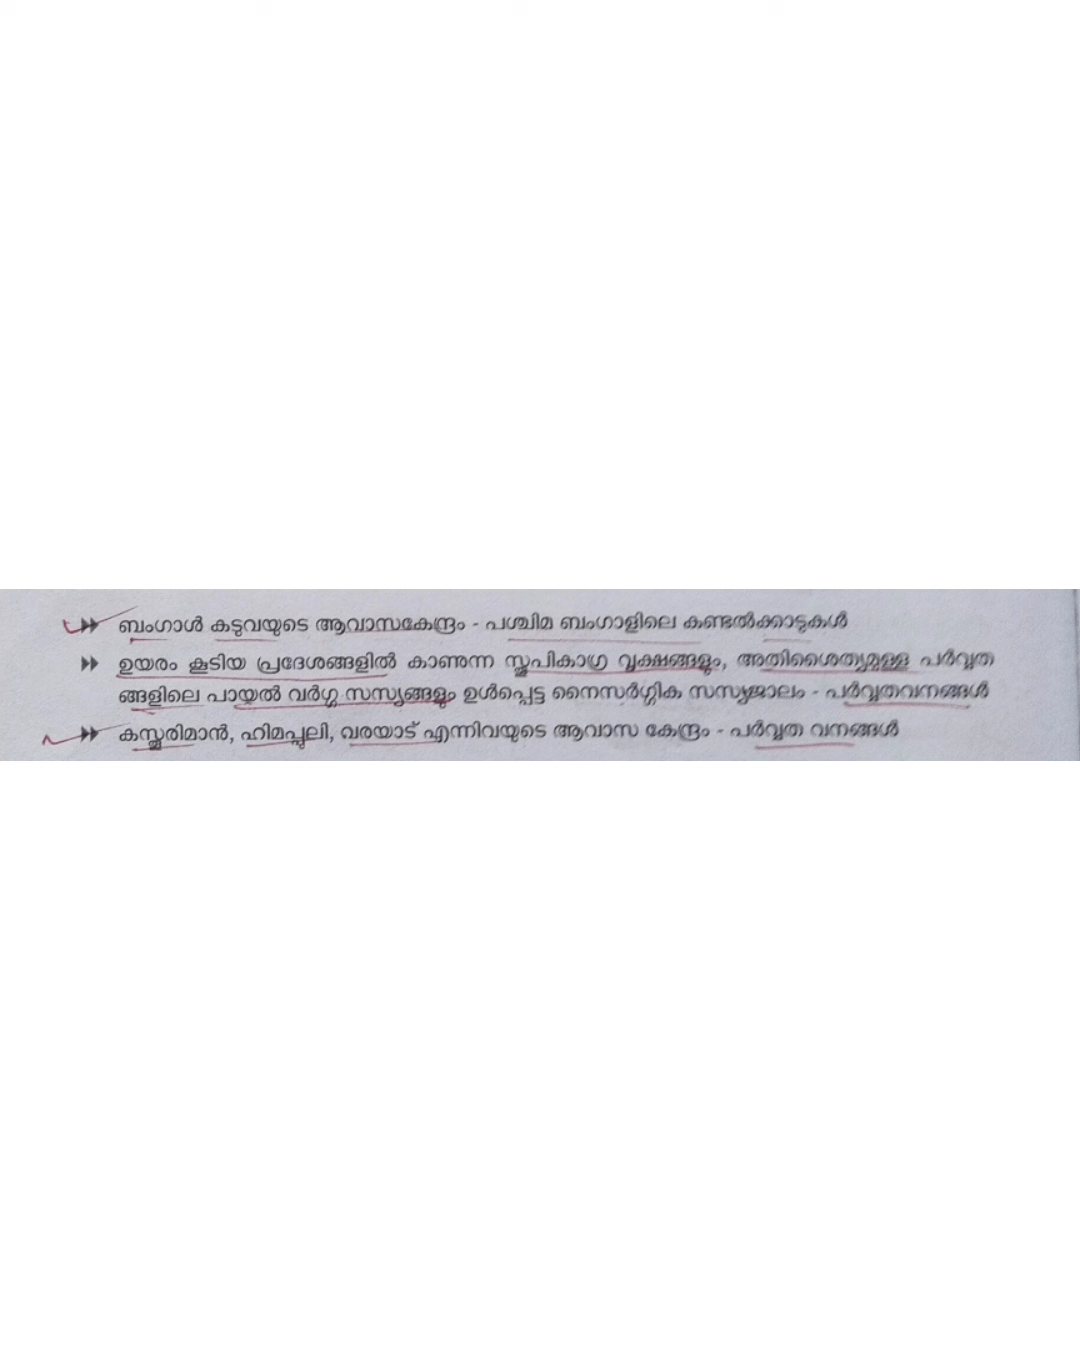 ബംഗാൾ കടുവയുടെ ആവാസകേന്ദ്രം - പശ്ചിമ ബംഗാളിലെ കണ്ടൽക്കാടുകൾ
ഉയരം കൂടിയ പ്രദേശങ്ങളിൽ കാണുന്ന സ്തൂപികാഗ്ര വൃക്ഷങ്ങളും, അതിശൈത്യമുള്ള പർവ്വത
ങ്ങളിലെ പായൽ വർഗ്ഗ സസ്യങ്ങളും ഉൾപ്പെട്ട നൈസർഗ്ഗിക സസ്യജാലം - പർവ്വതവനങ്ങൾ
കസ്തൂരിമാൻ, ഹിമപ്പുലി, വരയാട് എന്നിവയുടെ ആവാസ കേന്ദ്രം - പർവ്വത വനങ്ങൾ